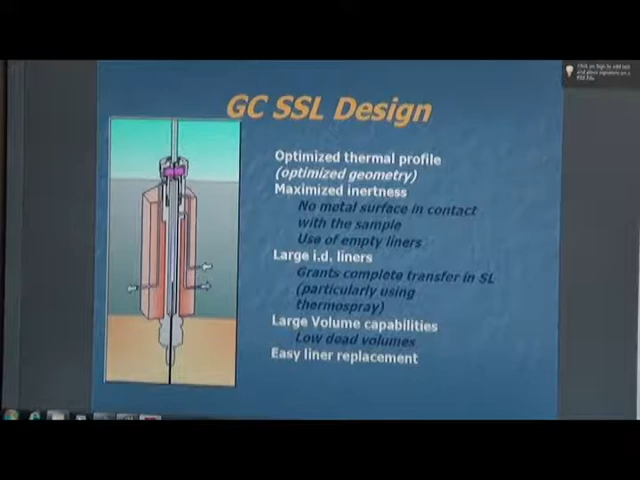 GC SSL Design
Optimized thermal profile
(optimized geometry)
Maximized inertness
No metal surface in contact
with the sample
Use of empty liners
Large i.d. liners
Grants complete transfer in SL
(particularly using
thermospray)
Large Volume capabilities
Low dead volumes
Easy liner replacement